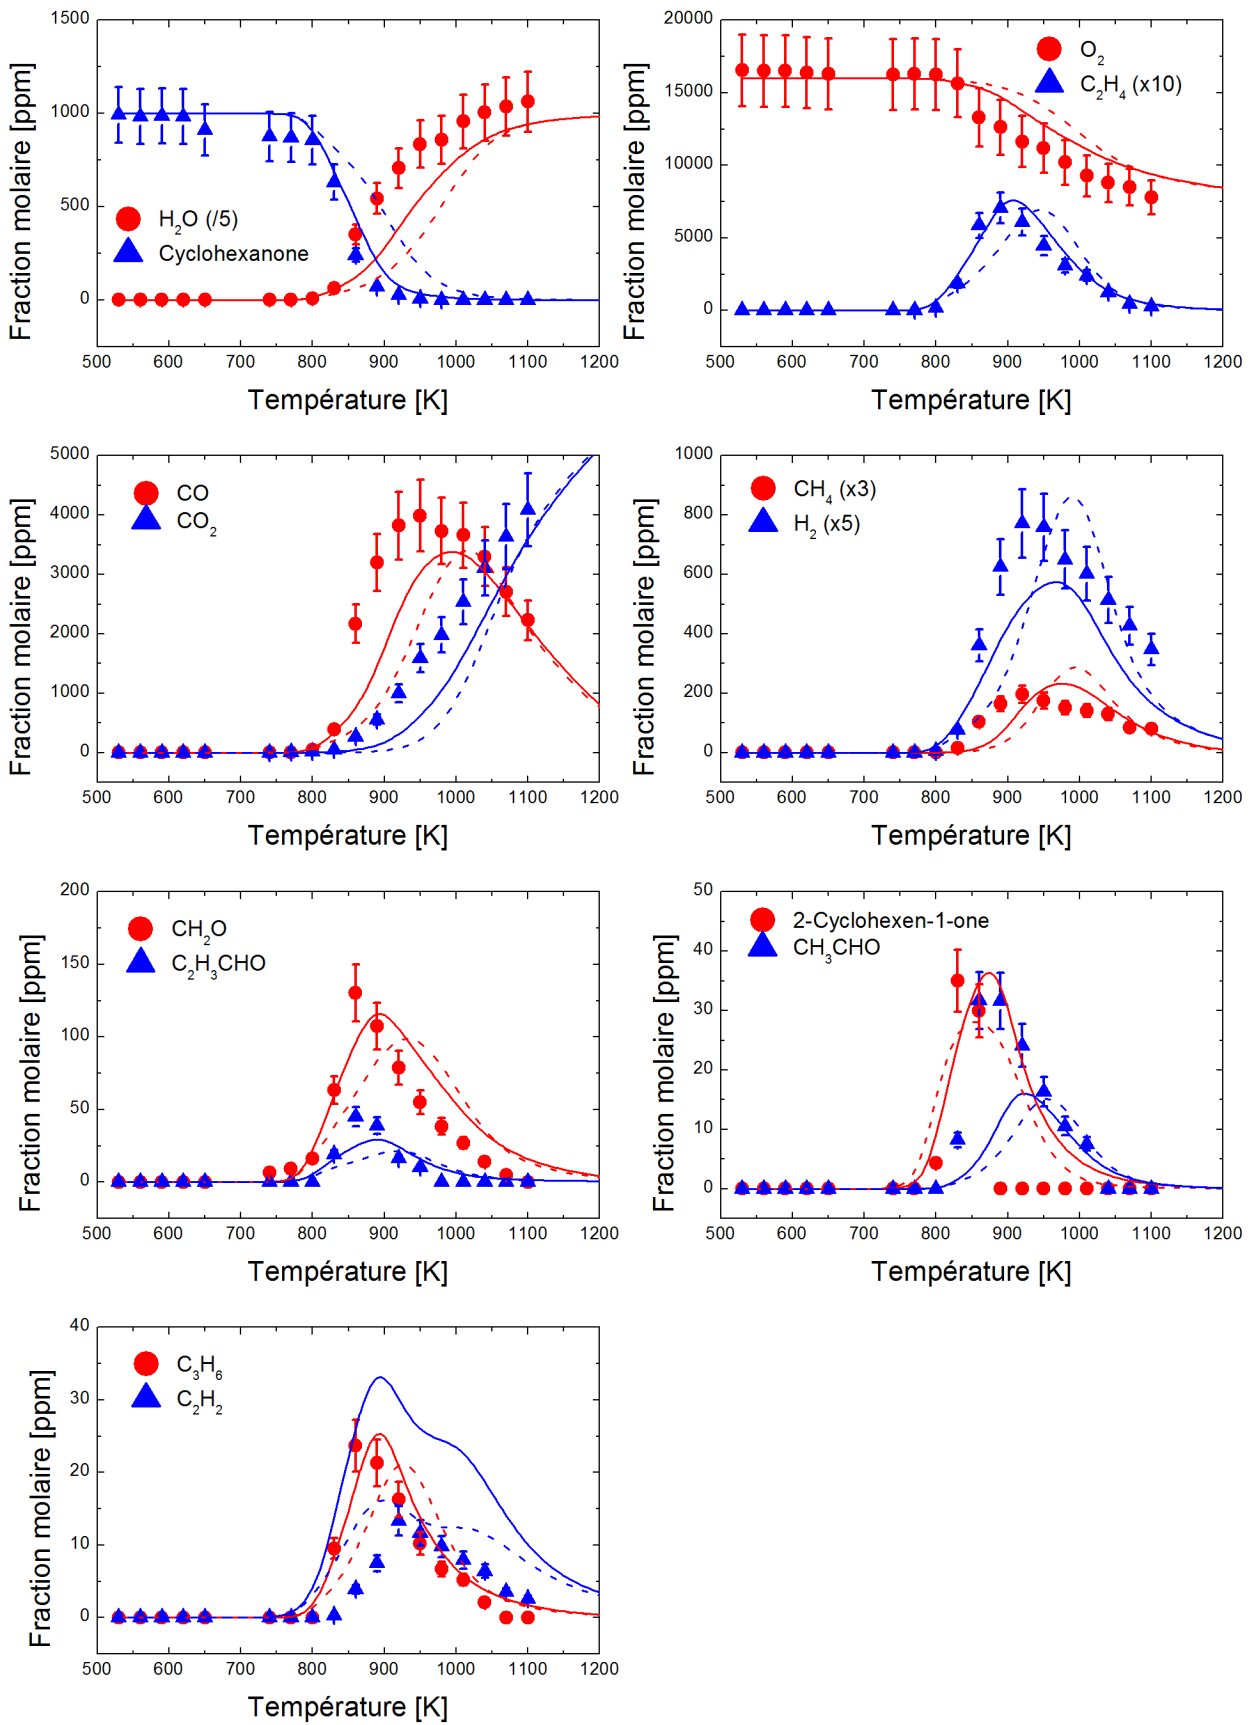 Fraction molaire [ppm]
1500
1000
500
0
H₂O (/5)
Cyclohexanone
500 600 700 800 900 1000 1100 1200
Température [K]
Fraction molaire [ppm]
20000
15000
10000
5000
0
O₂
C₂H₄ (x10)
500 600 700 800 900 1000 1100 1200
Température [K]
Fraction molaire [ppm]
5000
4000
3000
2000
1000
0
CO
CO₂
500 600 700 800 900 1000 1100 1200
Température [K]
Fraction molaire [ppm]
1000
800
600
400
200
0
CH₄ (x3)
H₂ (x5)
500 600 700 800 900 1000 1100 1200
Température [K]
Fraction molaire [ppm]
200
150
100
50
0
CH₂O
C₂H₃CHO
500 600 700 800 900 1000 1100 1200
Température [K]
Fraction molaire [ppm]
50
40
30
20
10
0
2-Cyclohexen-1-one
CH₃CHO
500 600 700 800 900 1000 1100 1200
Température [K]
Fraction molaire [ppm]
40
30
20
10
0
C₃H₆
C₂H₂
500 600 700 800 900 1000 1100 1200
Température [K]